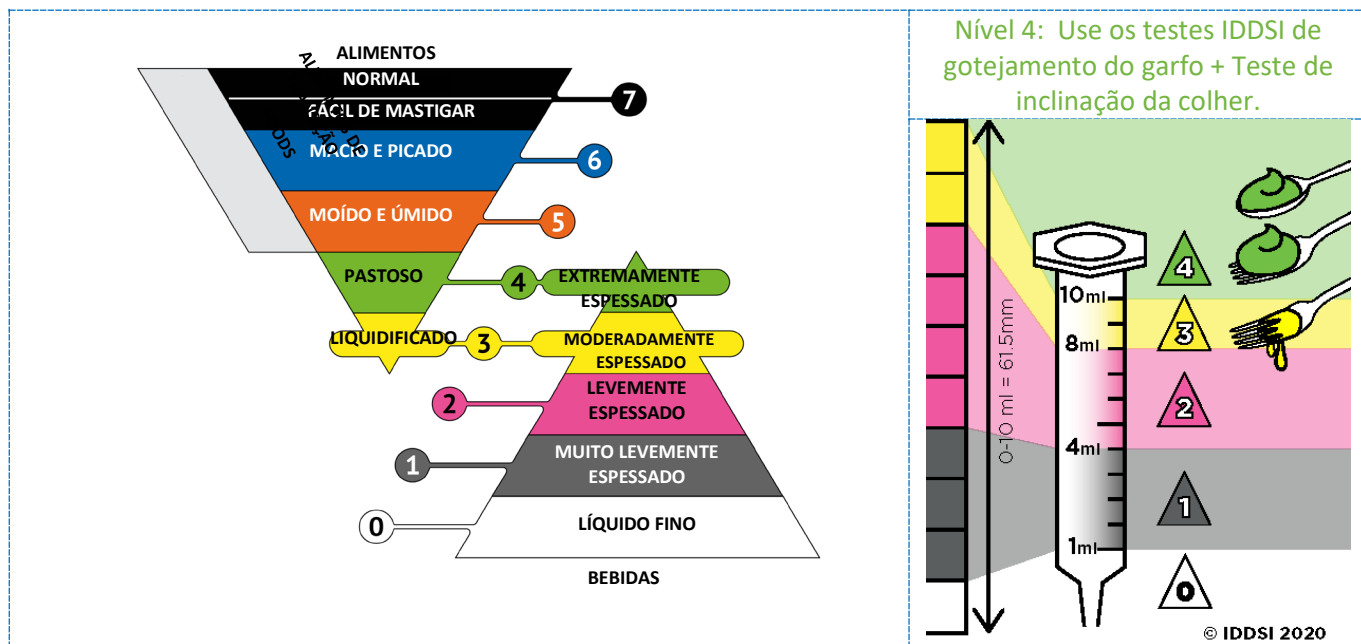 ALIMENTOS
NORMAL
FÁCIL DE MASTIGAR
MACIO E PICADO
MOÍDO E ÚMIDO
PASTOSO
LIQUIDIFICADO
7
6
5
4
3
EXTREMAMENTE
ESPESSADO
MODERADAMENTE
ESPESSADO
LEVEMENTE
ESPESSADO
2
MUITO LEVEMENTE
ESPESSADO
1
LÍQUIDO FINO
0
BEBIDAS
Nível 4: Use os testes IDDSI de
gotejamento do garfo + Teste de
inclinação da colher.
0-10 ml = 61.5mm
10ml
8ml
4ml
1ml
4
3
2
1
0
© IDDSI 2020